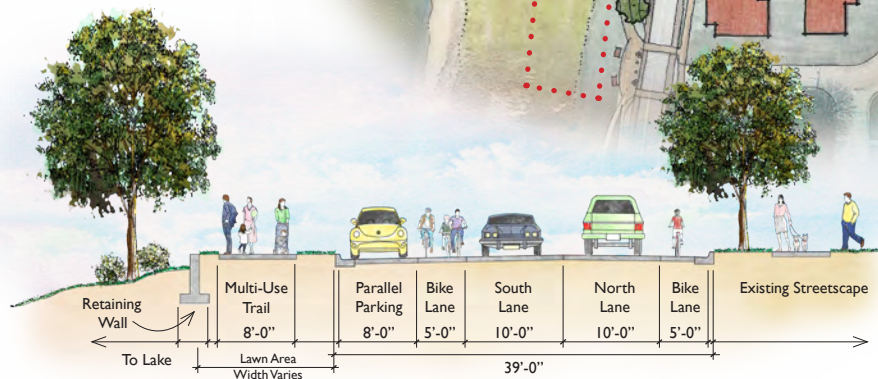 Retaining
Wall
Multi-Use
Trail
8'-0"
Parallel
Parking
8'-0"
Bike
Lane
5'-0"
South
Lane
10'-0"
North
Lane
10'-0"
Bike
Lane
5'-0"
Existing Streetscape
To Lake
Lawn Area
Width Varies
39'-0"